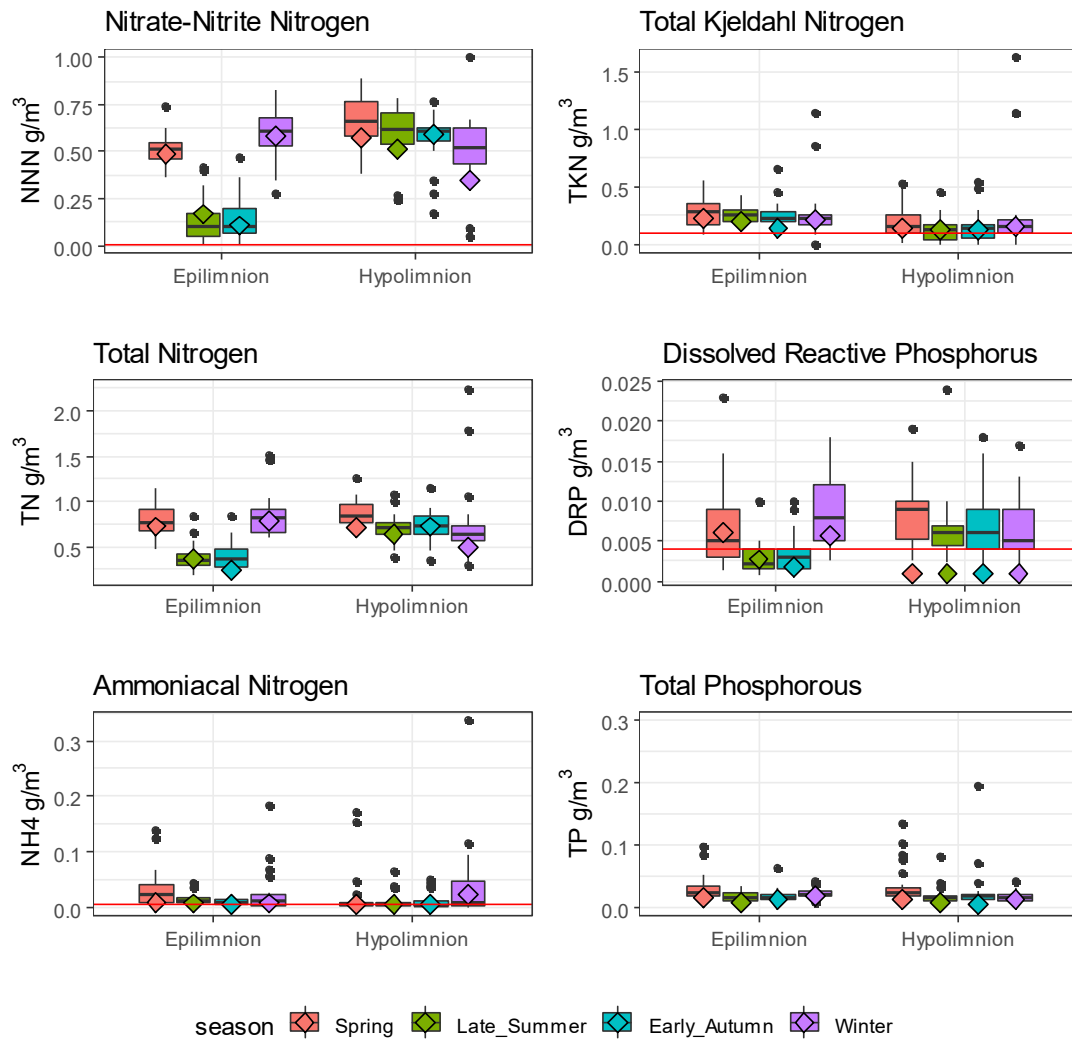 Nitrate-Nitrite Nitrogen
NNN g/m³
1.00
0.75
0.50
0.25
0.00
Epilimnion Hypolimnion
Total Kjeldahl Nitrogen
TKN g/m³
1.5
1.0
0.5
0.0
Epilimnion Hypolimnion
Total Nitrogen
TN g/m³
2.0
1.5
1.0
0.5
Epilimnion Hypolimnion
Dissolved Reactive Phosphorus
DRP g/m³
0.025
0.020
0.015
0.010
0.005
0.000
Epilimnion Hypolimnion
Ammoniacal Nitrogen
NH4 g/m³
0.3
0.2
0.1
0.0
Epilimnion Hypolimnion
Total Phosphorous
TP g/m³
0.3
0.2
0.1
0.0
Epilimnion Hypolimnion
season Spring Late_Summer Early_Autumn Winter